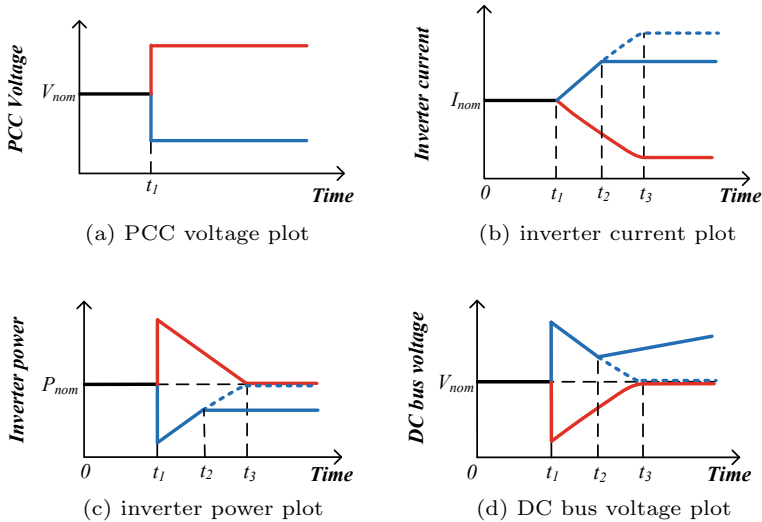 PCC Voltage
V_nom
t_1
Time
(a) PCC voltage plot
Inverter current
I_nom
0
t_1
t_2
t_3
Time
(b) inverter current plot
Inverter power
P_nom
0
t_1
t_2
t_3
Time
(c) inverter power plot
DC bus voltage
V_nom
0
t_1
t_2
t_3
Time
(d) DC bus voltage plot